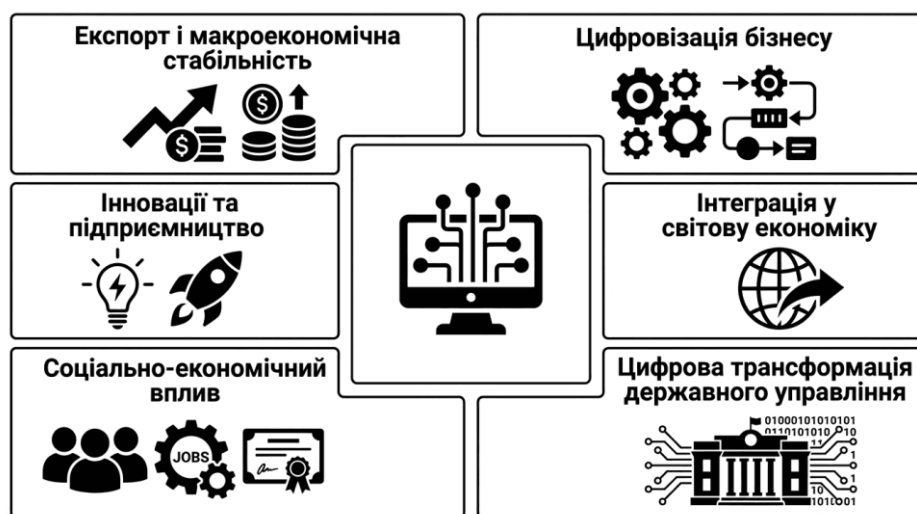 Експорт і макроекономічна
стабільність
Цифровізація бізнесу
Інновації та
підприємництво
Інтеграція у
світову економіку
Соціально-економічний
вплив
JOBS
Цифрова трансформація
державного управління
01000101010101